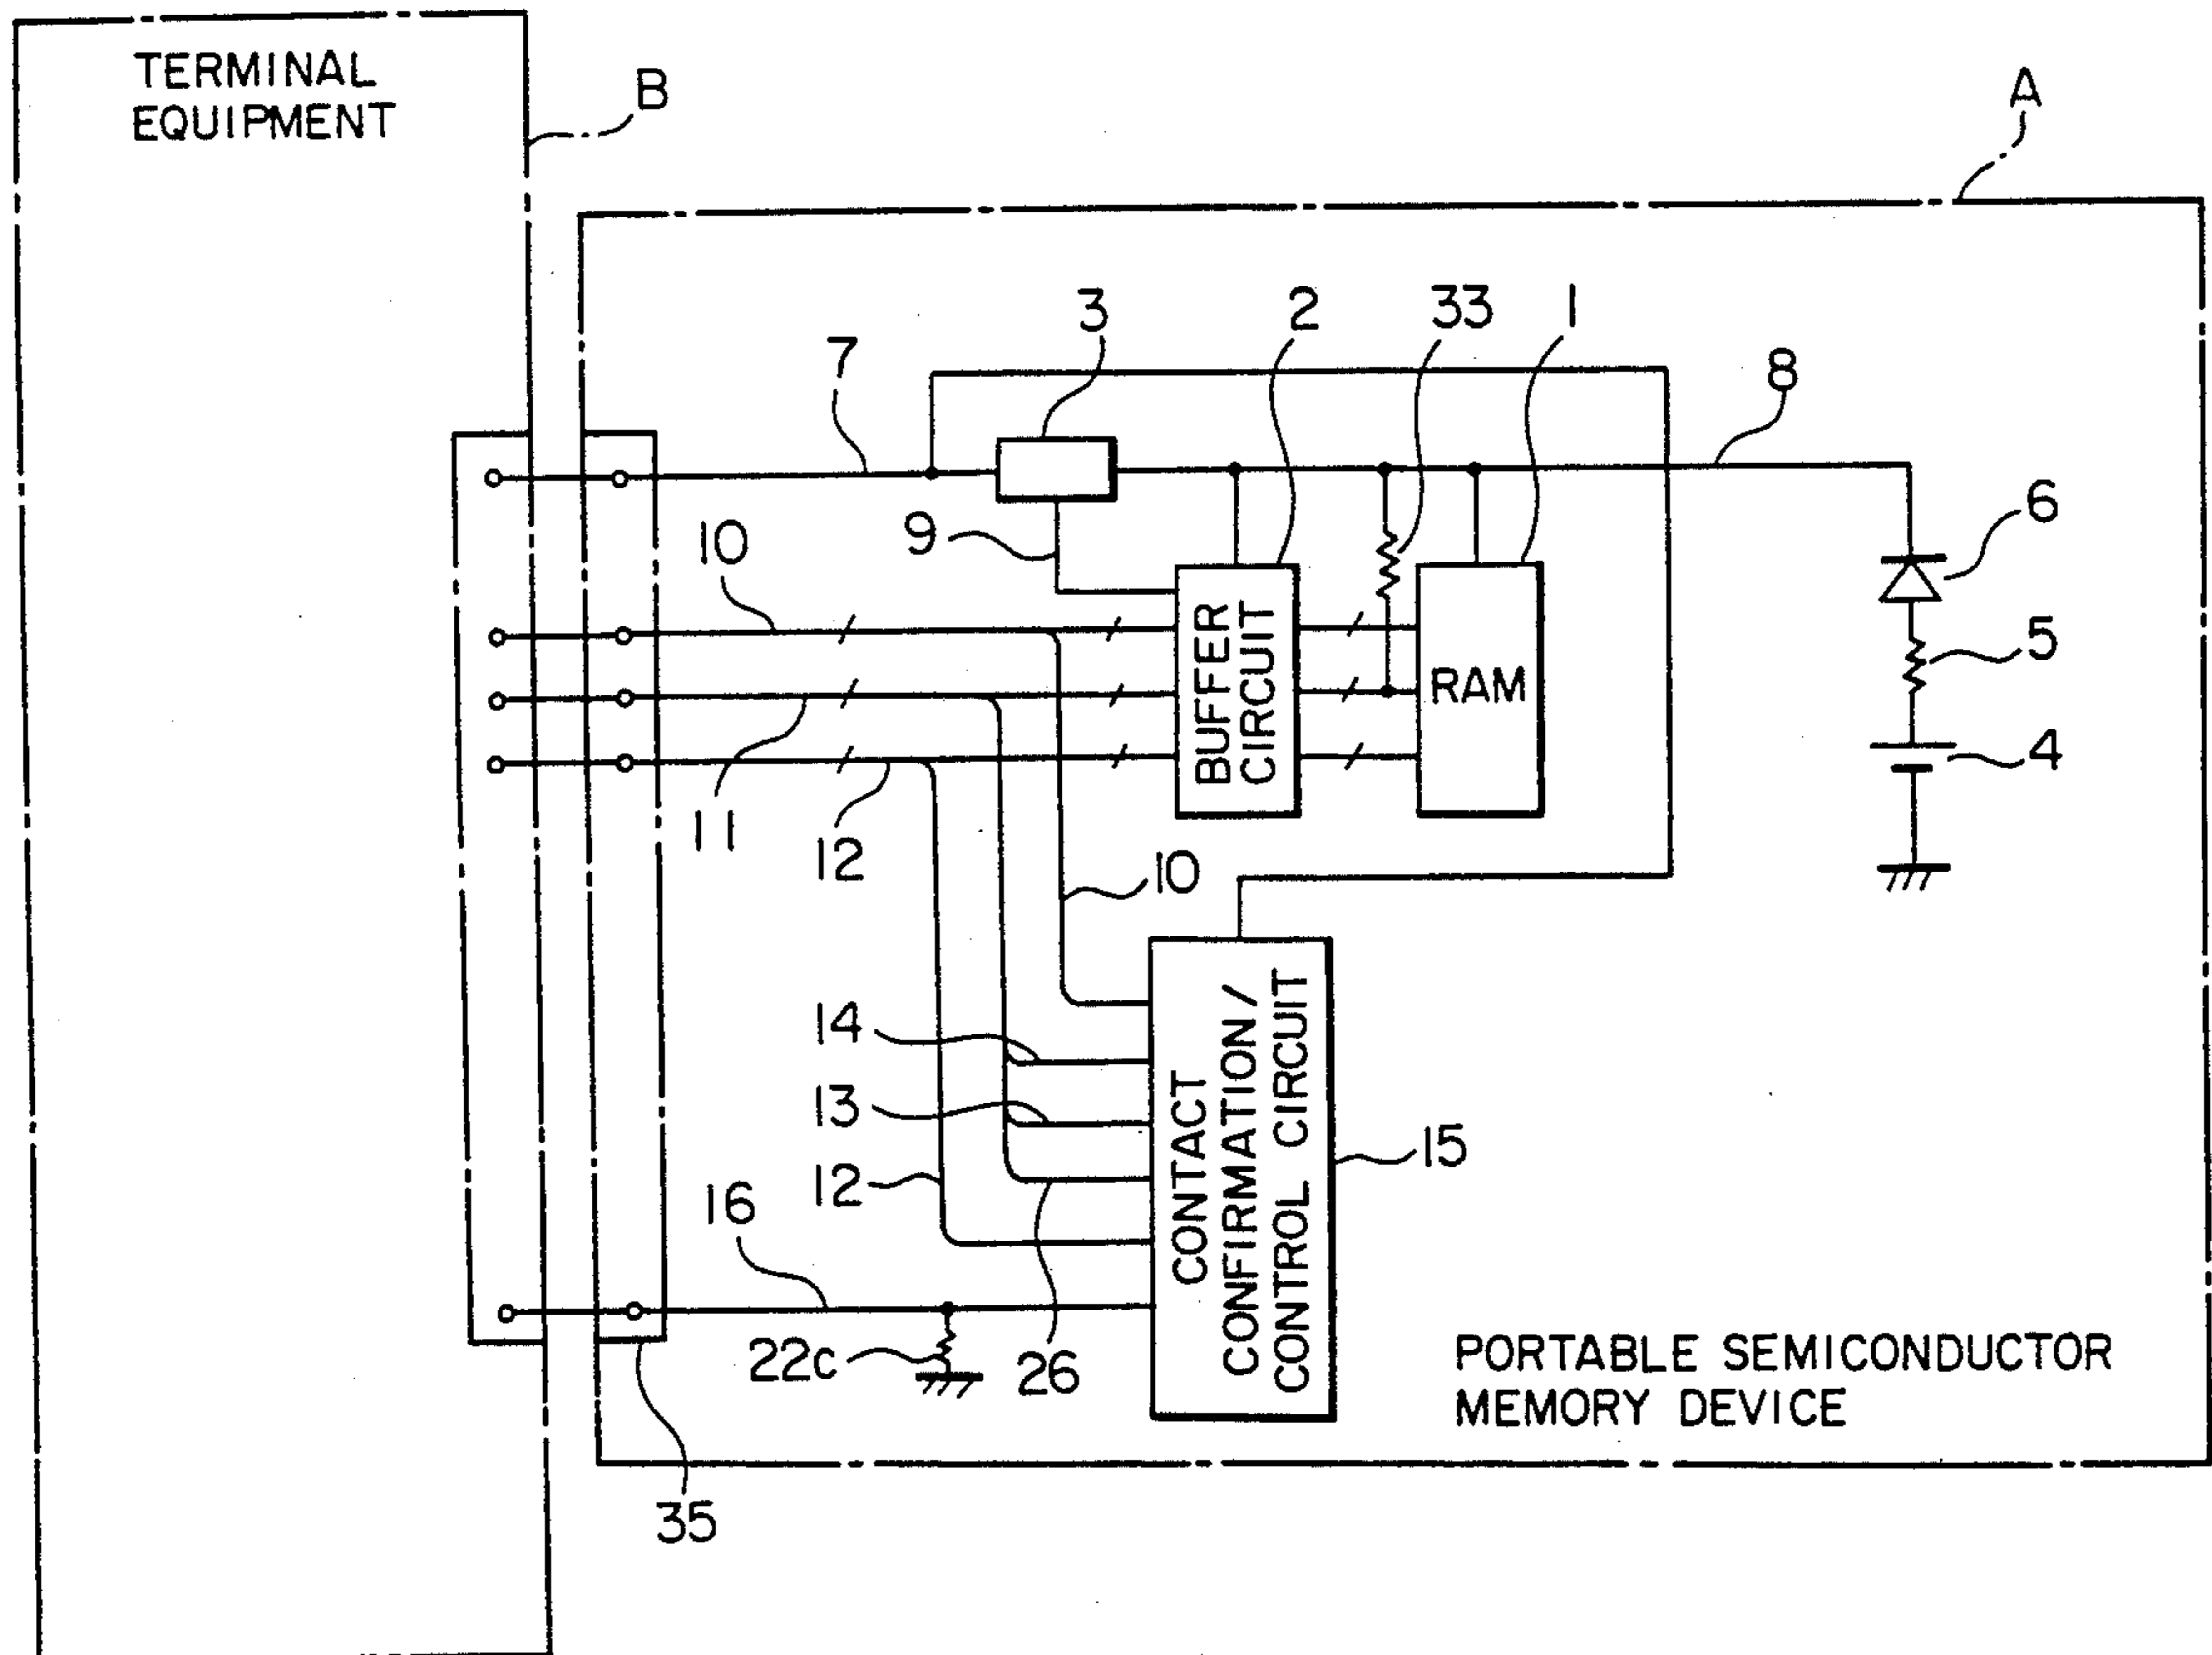 TERMINAL
EQUIPMENT
B
A
3
2
33
1
7
8
9
10
6
5
4
BUFFER
CIRCUIT
RAM
11
12
10
14
13
12
16
CONTACT
CONFIRMATION/
CONTROL CIRCUIT
15
22c
26
PORTABLE SEMICONDUCTOR
MEMORY DEVICE
35